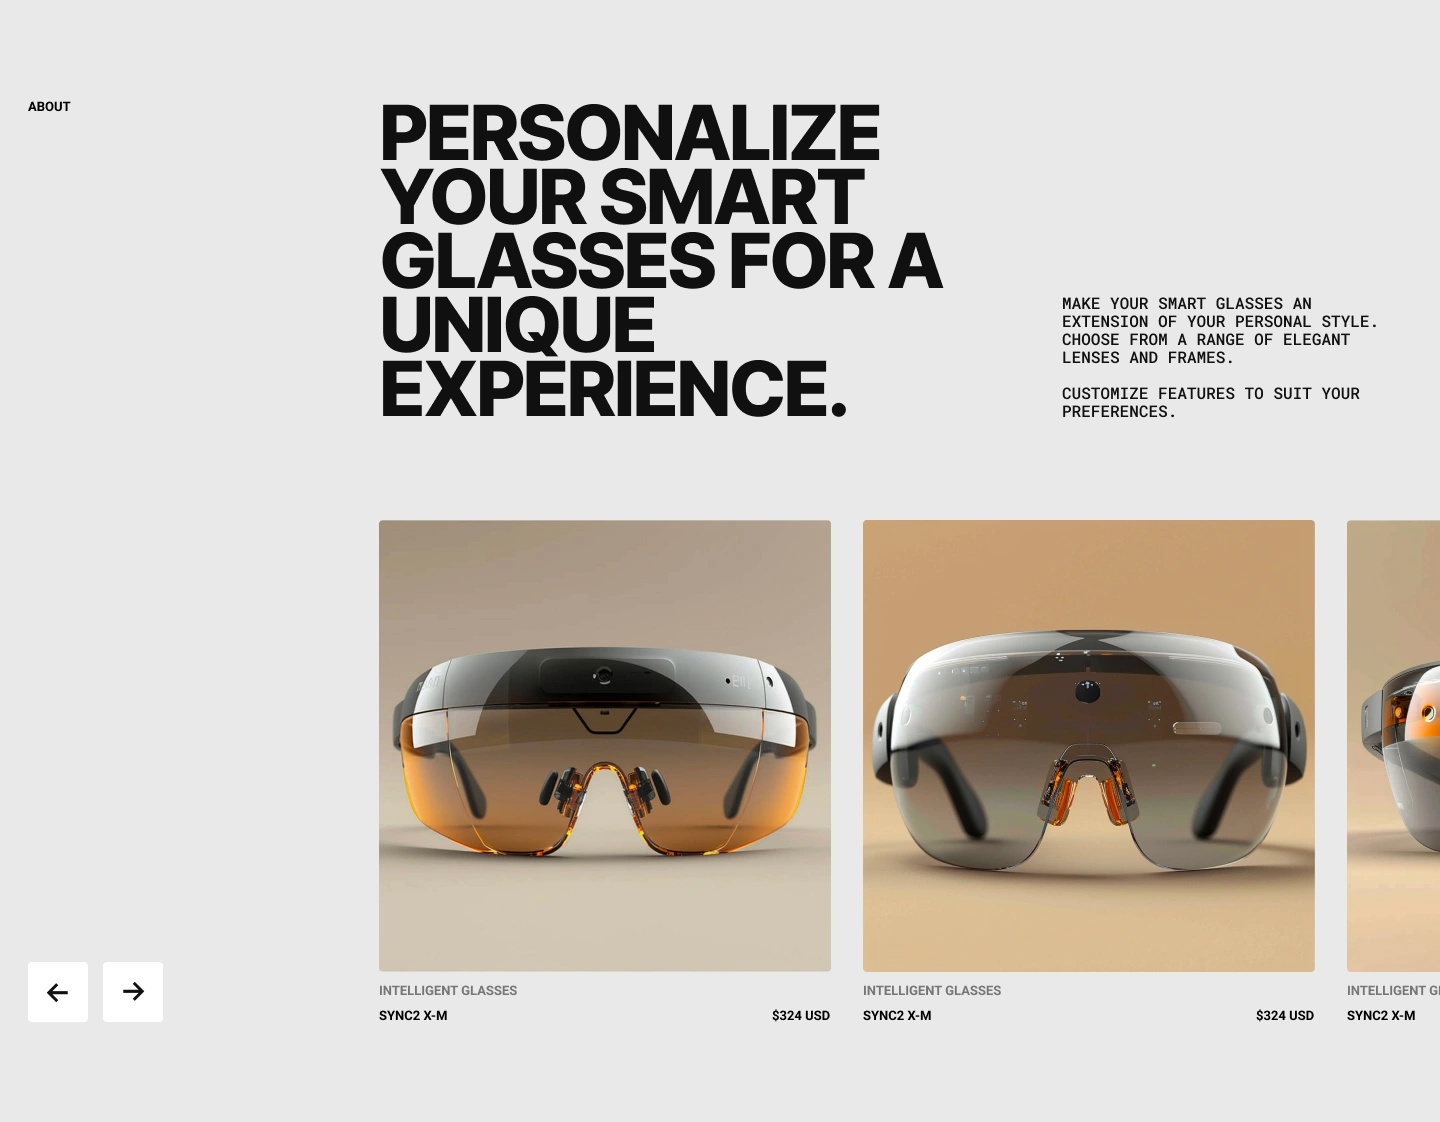 ABOUT
PERSONALIZE
YOUR SMART
GLASSES FOR A
UNIQUE
EXPERIENCE.
MAKE YOUR SMART GLASSES AN
EXTENSION OF YOUR PERSONAL STYLE.
CHOOSE FROM A RANGE OF ELEGANT
LENSES AND FRAMES.
CUSTOMIZE FEATURES TO SUIT YOUR
PREFERENCES.
INTELLIGENT GLASSES
SYNC2 X-M
$324 USD
INTELLIGENT GLASSES
SYNC2 X-M
$324 USD
INTELLIGENT
SYNC2 X-M